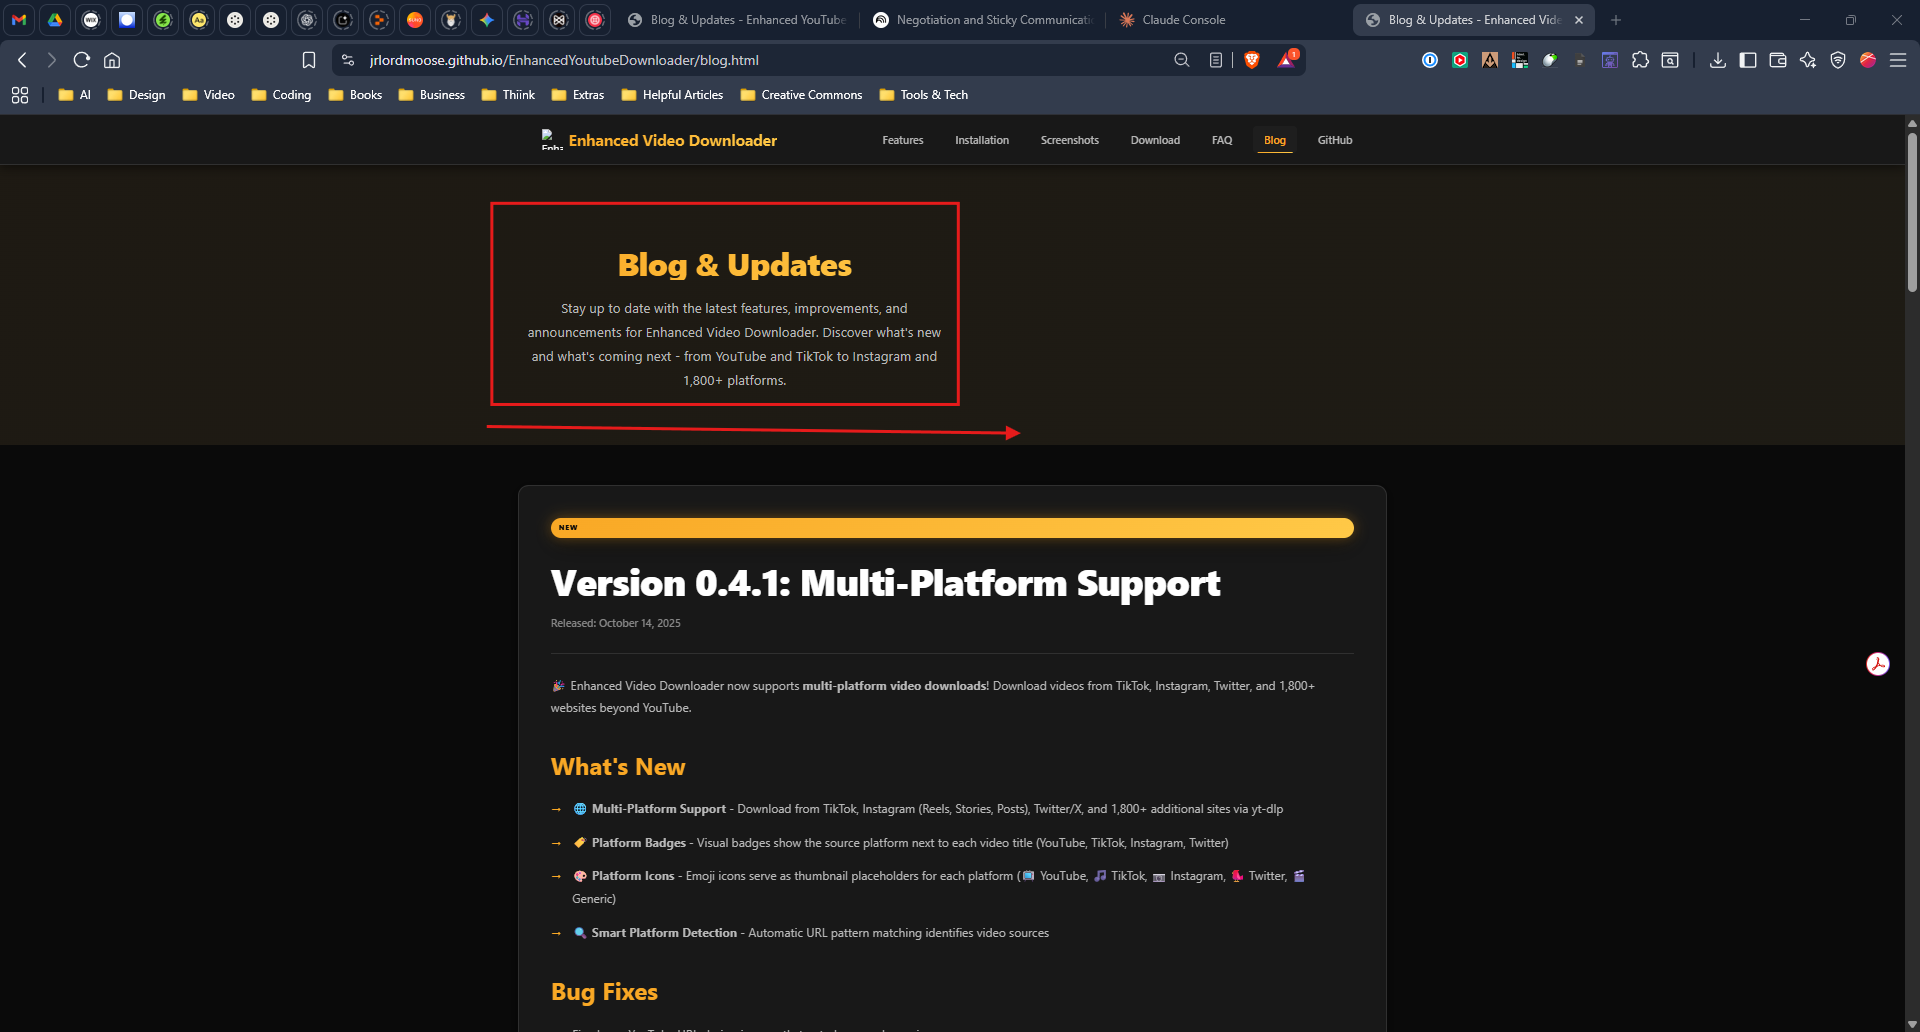 Blog & Updates - Enhanced YouTube
Negotiation and Sticky Communicati
Claude Console
Blog & Updates - Enhanced Vide
jrlordmoose.github.io/EnhancedYoutubeDownloader/blog.html
1
AI
Design
Video
Coding
Books
Business
Thiink
Extras
Helpful Articles
Creative Commons
Tools & Tech
Enhanced Video Downloader
Features
Installation
Screenshots
Download
FAQ
Blog
GitHub
Blog & Updates
Stay up to date with the latest features, improvements, and
announcements for Enhanced Video Downloader. Discover what's new
and what's coming next - from YouTube and TikTok to Instagram and
1,800+ platforms.
NEW
Version 0.4.1: Multi-Platform Support
Released: October 14, 2025
🎉 Enhanced Video Downloader now supports multi-platform video downloads! Download videos from TikTok, Instagram, Twitter, and 1,800+
websites beyond YouTube.
What's New
→ 🌐 Multi-Platform Support - Download from TikTok, Instagram (Reels, Stories, Posts), Twitter/X, and 1,800+ additional sites via yt-dlp
→ 🏷️ Platform Badges - Visual badges show the source platform next to each video title (YouTube, TikTok, Instagram, Twitter)
→ 🎨 Platform Icons - Emoji icons serve as thumbnail placeholders for each platform (📺 YouTube, 🎵 TikTok, 📷 Instagram, 🐦 Twitter, 🎬
Generic)
→ 🔍 Smart Platform Detection - Automatic URL pattern matching identifies video sources
Bug Fixes